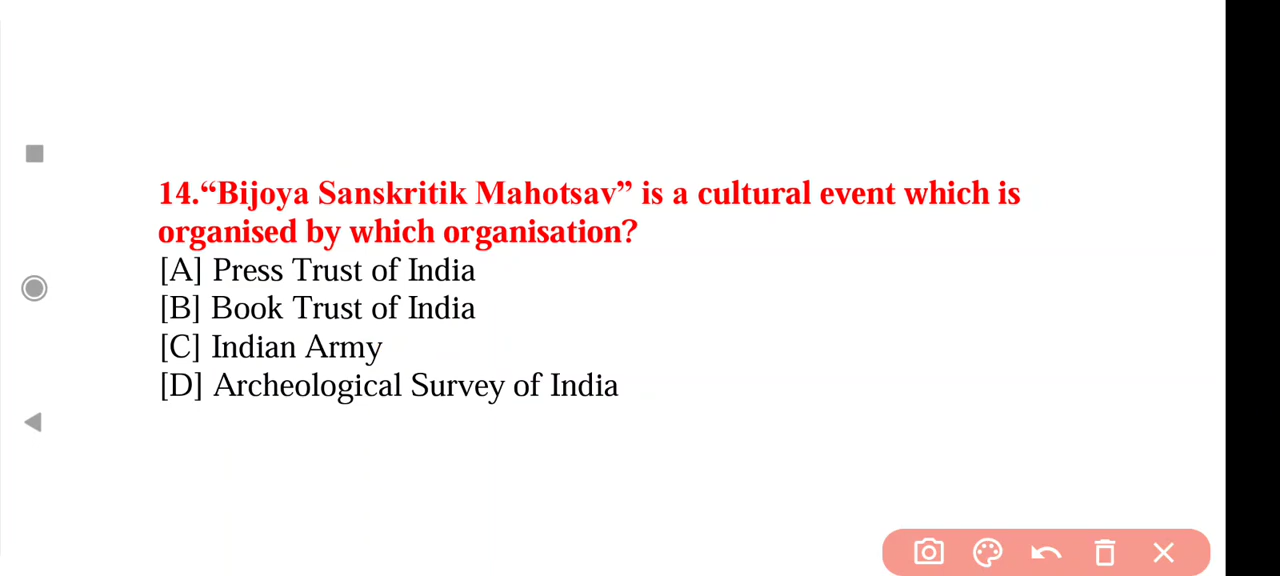 14.“Bijoya Sanskritik Mahotsav” is a cultural event which is
organised by which organisation?
[A] Press Trust of India
[B] Book Trust of India
[C] Indian Army
[D] Archeological Survey of India